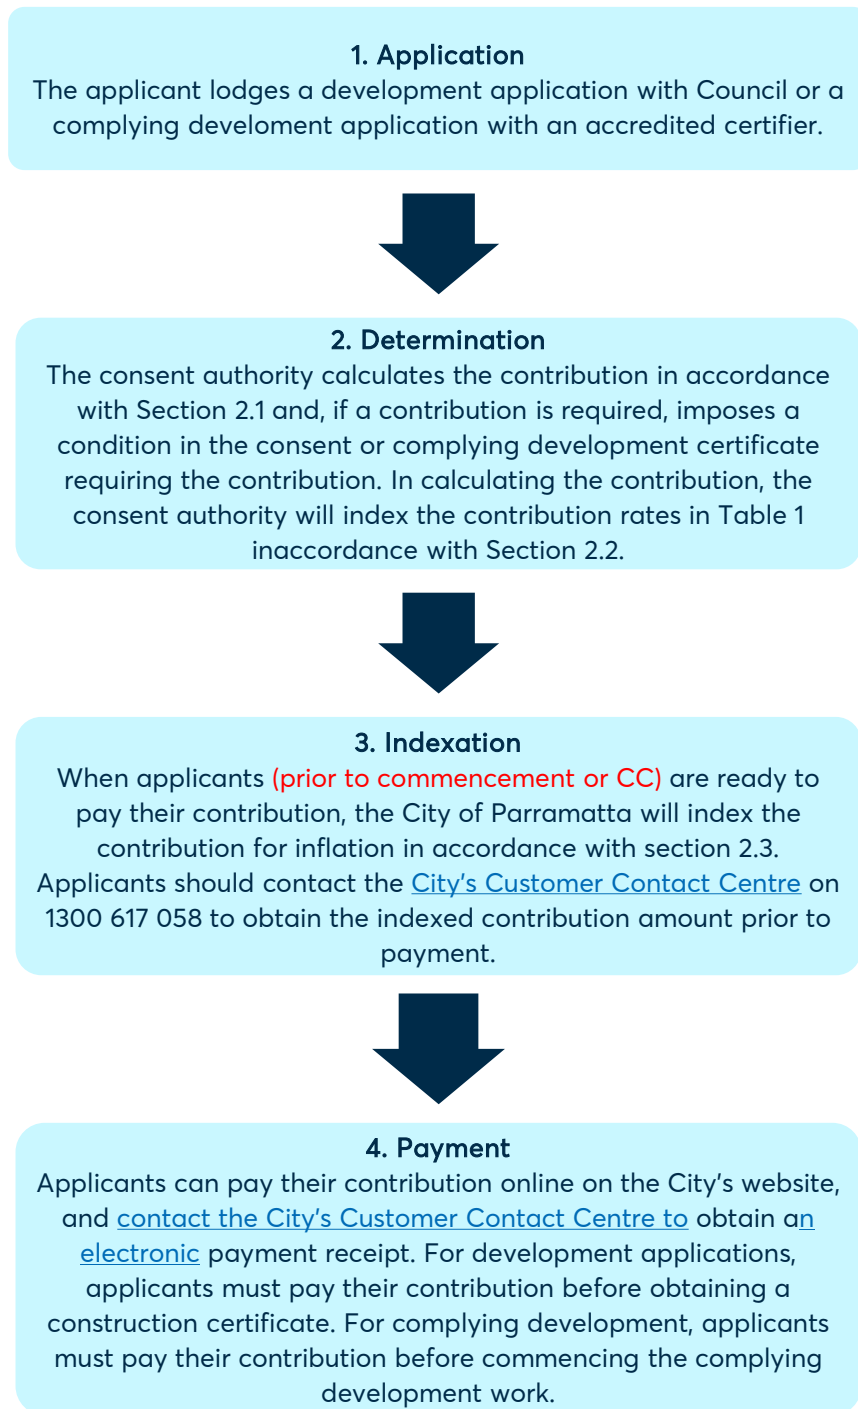 1. Application
The applicant lodges a development application with Council or a
complying develoment application with an accredited certifier.
2. Determination
The consent authority calculates the contribution in accordance
with Section 2.1 and, if a contribution is required, imposes a
condition in the consent or complying development certificate
requiring the contribution. In calculating the contribution, the
consent authority will index the contribution rates in Table 1
inaccordance with Section 2.2.
3. Indexation
When applicants (prior to commencement or CC) are ready to
pay their contribution, the City of Parramatta will index the
contribution for inflation in accordance with section 2.3.
Applicants should contact the City’s Customer Contact Centre on
1300 617 058 to obtain the indexed contribution amount prior to
payment.
4. Payment
Applicants can pay their contribution online on the City’s website,
and contact the City’s Customer Contact Centre to obtain an
electronic payment receipt. For development applications,
applicants must pay their contribution before obtaining a
construction certificate. For complying development, applicants
must pay their contribution before commencing the complying
development work.